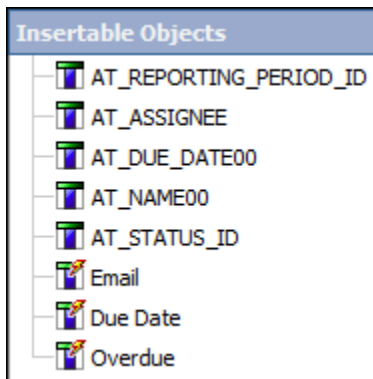 Insertable Objects
AT_REPORTING_PERIOD_ID
AT_ASSIGNEE
AT_DUE_DATE00
AT_NAME00
AT_STATUS_ID
Email
Due Date
Overdue